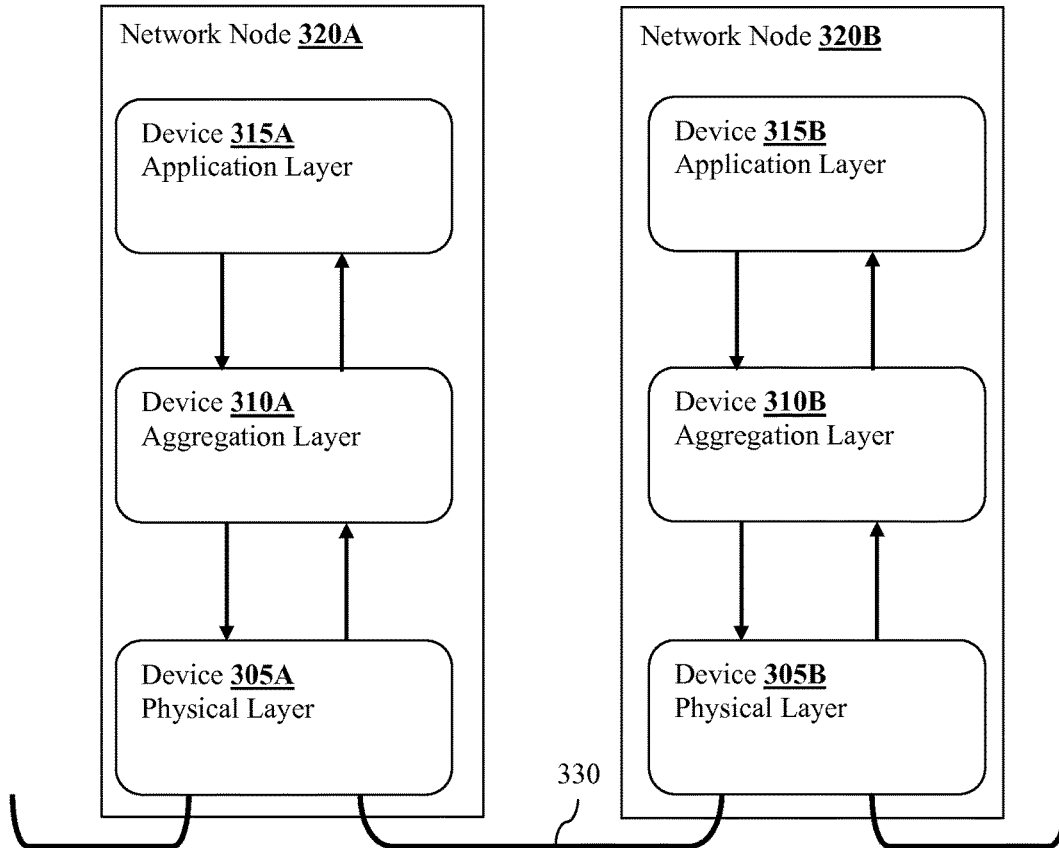 Network Node 320A
Device 315A
Application Layer
Device 310A
Aggregation Layer
Device 305A
Physical Layer
Network Node 320B
Device 315B
Application Layer
Device 310B
Aggregation Layer
Device 305B
Physical Layer
330